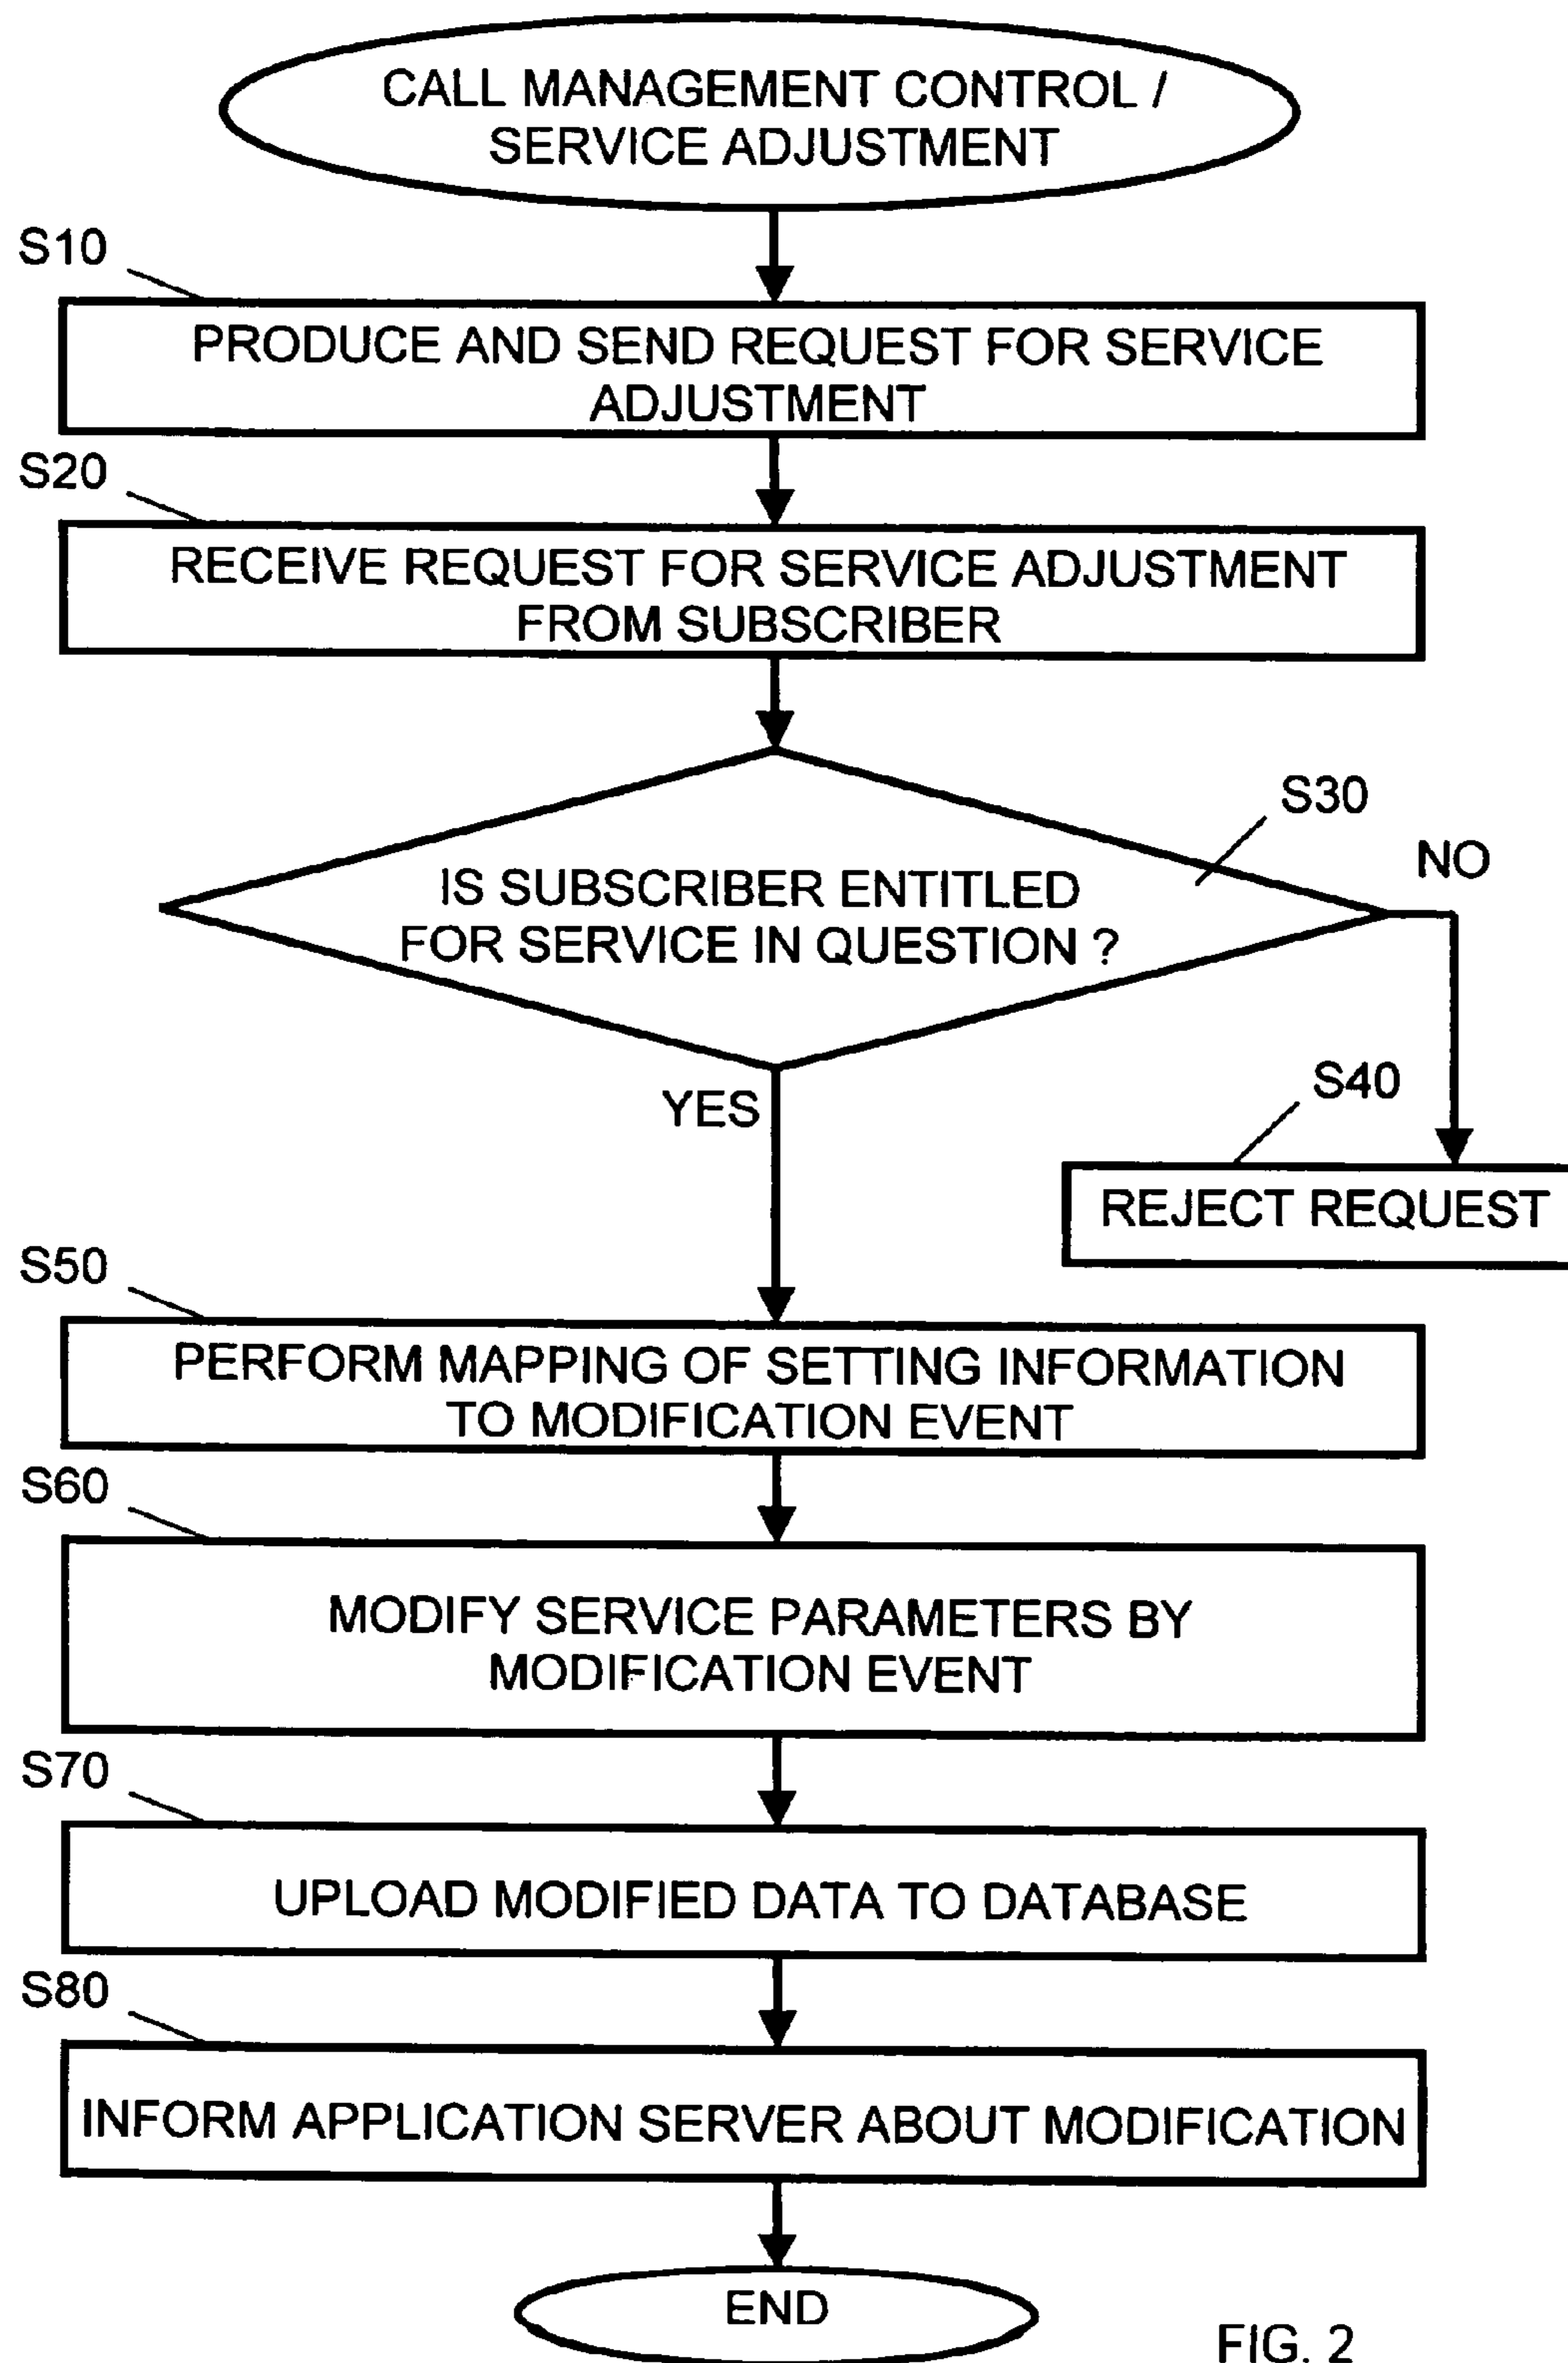 CALL MANAGEMENT CONTROL /
SERVICE ADJUSTMENT
S10
PRODUCE AND SEND REQUEST FOR SERVICE
ADJUSTMENT
S20
RECEIVE REQUEST FOR SERVICE ADJUSTMENT
FROM SUBSCRIBER
S30
NO
IS SUBSCRIBER ENTITLED
FOR SERVICE IN QUESTION ?
YES
S40
REJECT REQUEST
S50
PERFORM MAPPING OF SETTING INFORMATION
TO MODIFICATION EVENT
S60
MODIFY SERVICE PARAMETERS BY
MODIFICATION EVENT
S70
UPLOAD MODIFIED DATA TO DATABASE
S80
INFORM APPLICATION SERVER ABOUT MODIFICATION
END
FIG. 2